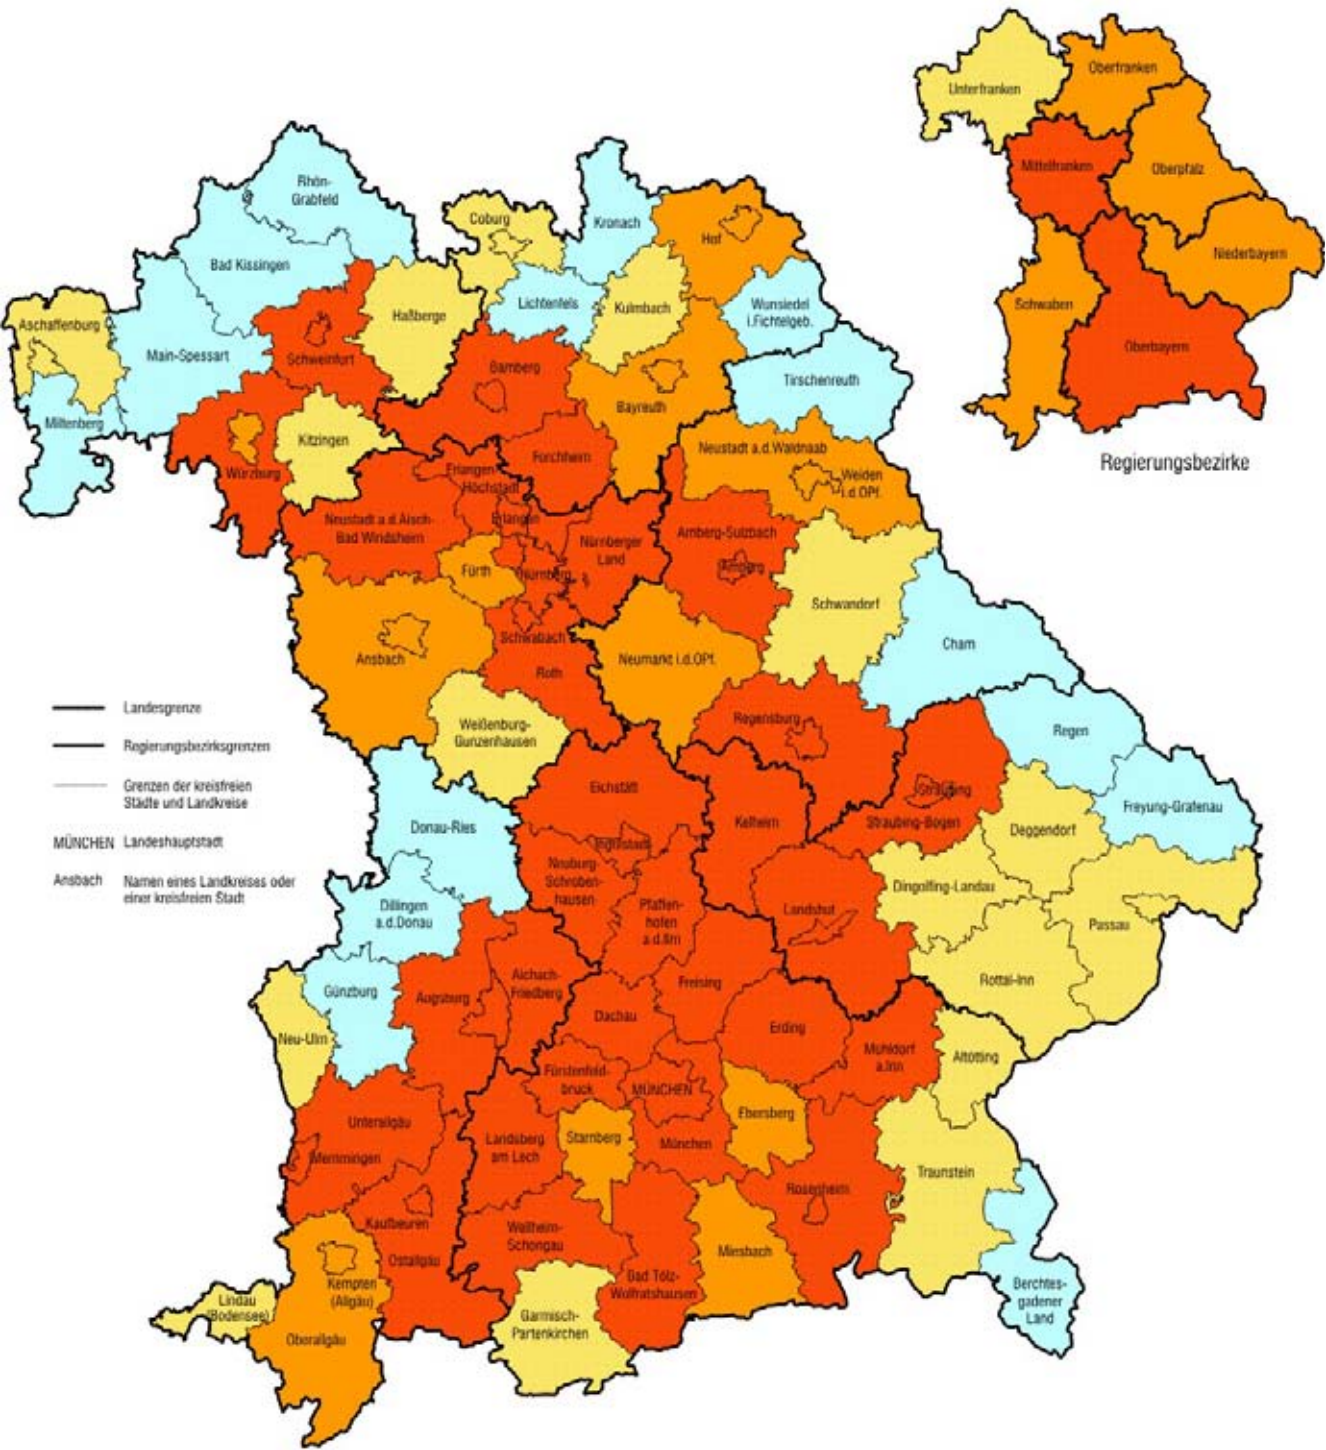 Unterfranken
Oberfranken
Mittelfranken
Oberpfalz
Niederbayern
Schwaben
Oberbayern
Regierungsbezirke
Rhön-
Grabfeld
Bad Kissingen
Coburg
Kronach
Hof
Aschaffenburg
Main-Spessart
Schweinfurt
Haßberge
Lichtenfels
Kulmbach
Wunsiedel
i.Fichtelgeb.
Miltenberg
Bamberg
Bayreuth
Tirschenreuth
Würzburg
Kitzingen
Forchheim
Neustadt a.d.Waldnaab
Weiden
i.d.OPf.
Erlangen
Höchstadt
Neustadt a.d.Aisch-
Bad Windsheim
Erlangen
Nürnberger
Land
Amberg-Sulzbach
Amberg
Fürth
Nürnberg
Schwandorf
Cham
Ansbach
Schwabach
Roth
Neumarkt i.d.OPf.
Weißenburg-
Gunzenhausen
Regensburg
Regen
Landesgrenze
Regierungsbezirksgrenzen
Grenzen der kreisfreien
Städte und Landkreise
MÜNCHEN Landeshauptstadt
Ansbach Namen eines Landkreises oder
einer kreisfreien Stadt
Eichstätt
Kelheim
Straubing
Straubing-Bogen
Deggendorf
Freyung-Grafenau
Donau-Ries
Ingolstadt
Neuburg-
Schroben-
hausen
Pfaffen-
hofen
a.d.Ilm
Landshut
Dingolfing-Landau
Passau
Dillingen
a.d.Donau
Rottal-Inn
Günzburg
Augsburg
Aichach-
Friedberg
Freising
Dachau
Erding
Neu-Ulm
Mühldorf
a.Inn
Altötting
Fürstenfeld-
bruck
MÜNCHEN
Ebersberg
Unterallgäu
Memmingen
Landsberg
am Lech
Starnberg
München
Traunstein
Rosenheim
Kaufbeuren
Ostallgäu
Weilheim-
Schongau
Miesbach
Bad Tölz-
Wolfratshausen
Kempten
(Allgäu)
Lindau
(Bodensee)
Oberallgäu
Garmisch-
Partenkirchen
Berchtes-
gadener
Land